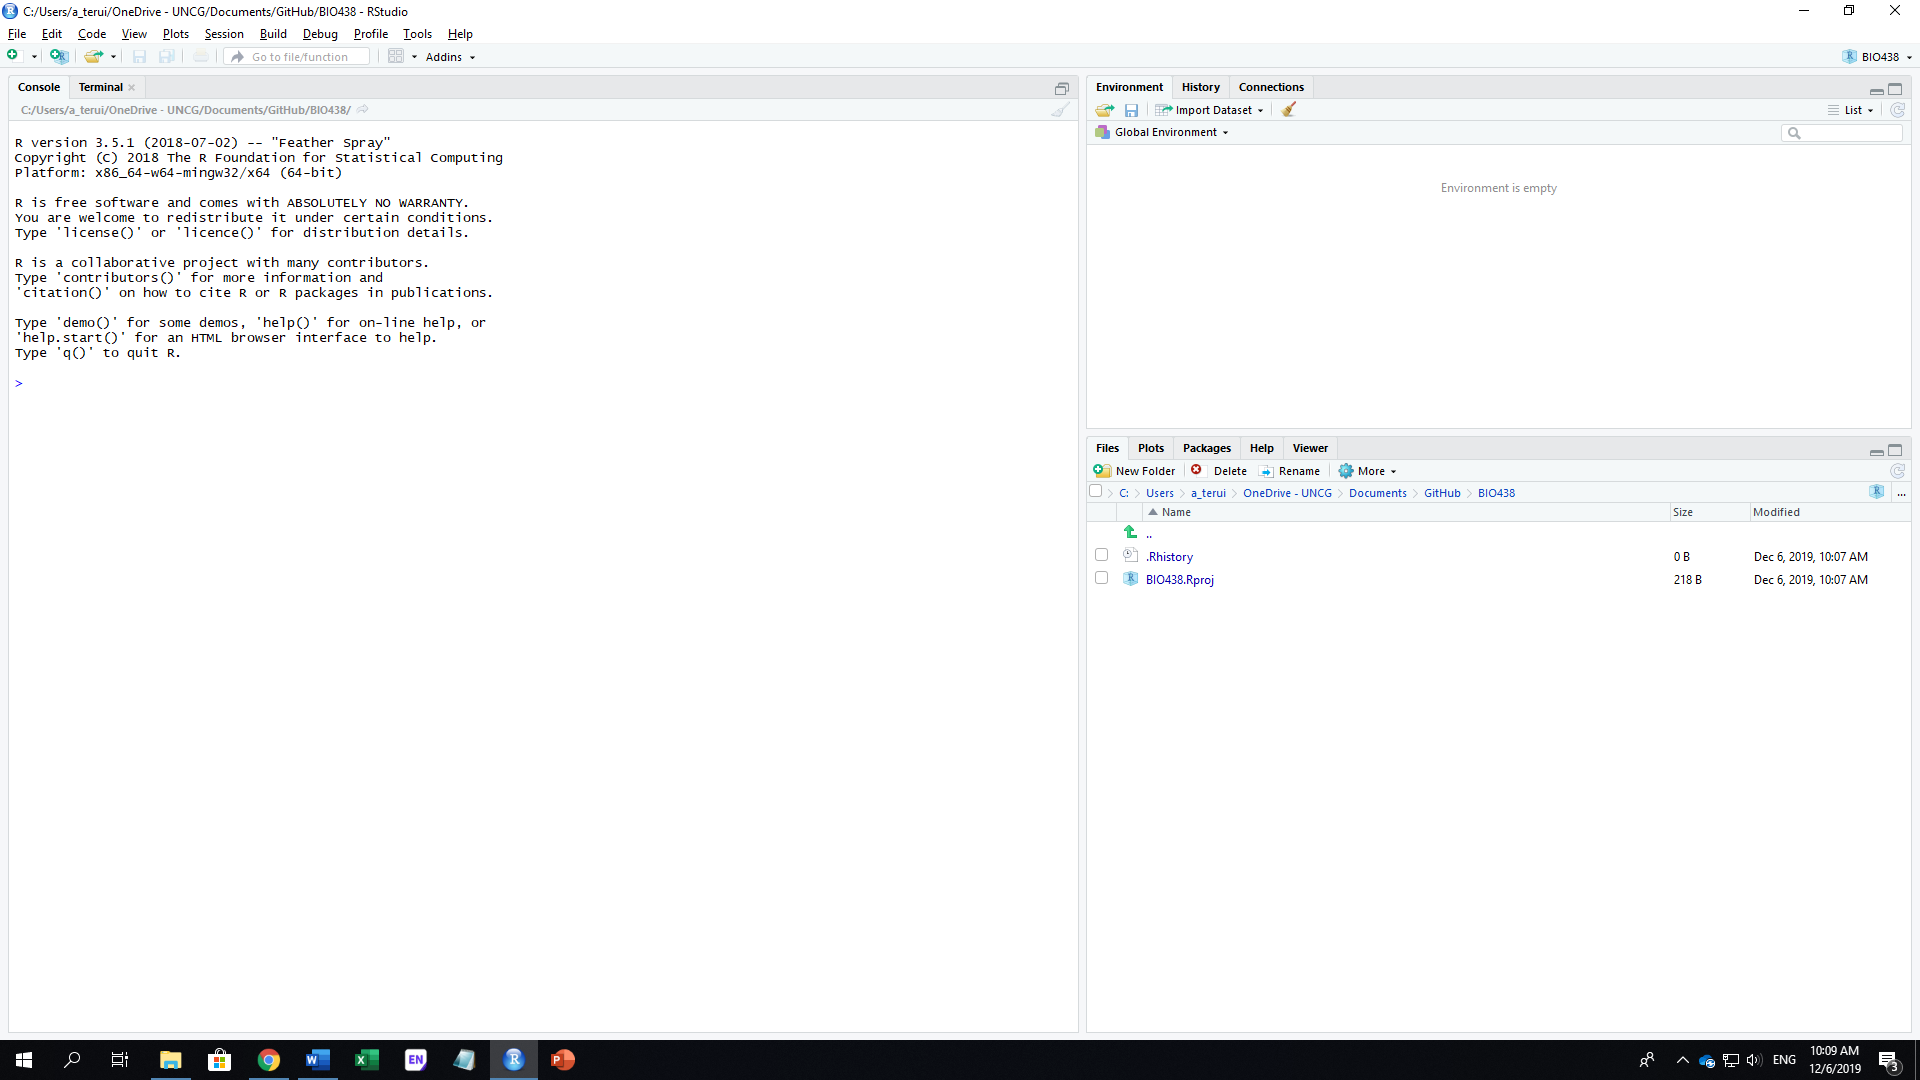 C:/Users/a_terui/OneDrive - UNCG/Documents/GitHub/BIO438 - RStudio
File Edit Code View Plots Session Build Debug Profile Tools Help
Go to file/function Addins BIO438
Console Terminal
C:/Users/a_terui/OneDrive - UNCG/Documents/GitHub/BIO438/
R version 3.5.1 (2018-07-02) -- "Feather Spray"
Copyright (C) 2018 The R Foundation for Statistical Computing
Platform: x86_64-w64-mingw32/x64 (64-bit)
R is free software and comes with ABSOLUTELY NO WARRANTY.
You are welcome to redistribute it under certain conditions.
Type 'license()' or 'licence()' for distribution details.
R is a collaborative project with many contributors.
Type 'contributors()' for more information and
'citation()' on how to cite R or R packages in publications.
Type 'demo()' for some demos, 'help()' for on-line help, or
'help.start()' for an HTML browser interface to help.
Type 'q()' to quit R.
>
Environment History Connections
Import Dataset List
Global Environment
Environment is empty
Files Plots Packages Help Viewer
New Folder Delete Rename More
C: Users a_terui OneDrive - UNCG Documents GitHub BIO438 ...
Name Size Modified
..
.Rhistory 0 B Dec 6, 2019, 10:07 AM
BIO438.Rproj 218 B Dec 6, 2019, 10:07 AM
EN
ENG
10:09 AM
12/6/2019
3